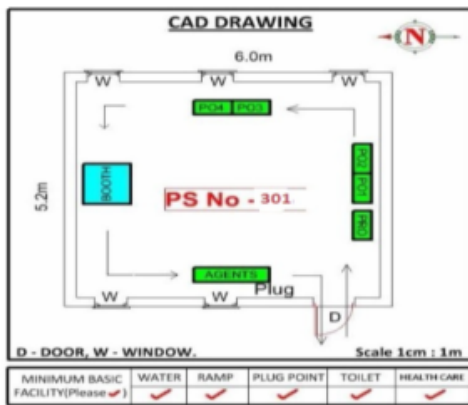 CAD DRAWING
N
6.0m
W W W
PO4 PO3
5.2m
BOOTH
PO2
PO1
PS No - 301
PRO
AGENTS
Plug
W W
D
D - DOOR, W - WINDOW. Scale 1cm : 1m
MINIMUM BASIC FACILITY(Please ✓) WATER RAMP PLUG POINT TOILET HEALTH CARE
✓ ✓ ✓ ✓ ✓